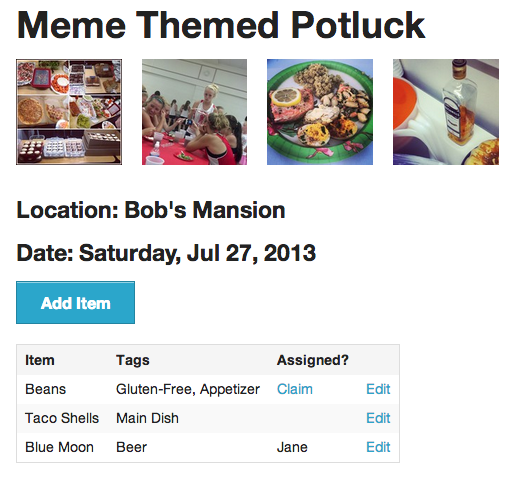 Meme Themed Potluck
Location: Bob's Mansion
Date: Saturday, Jul 27, 2013
Add Item
Item Tags Assigned?
Beans Gluten-Free, Appetizer Claim Edit
Taco Shells Main Dish Edit
Blue Moon Beer Jane Edit